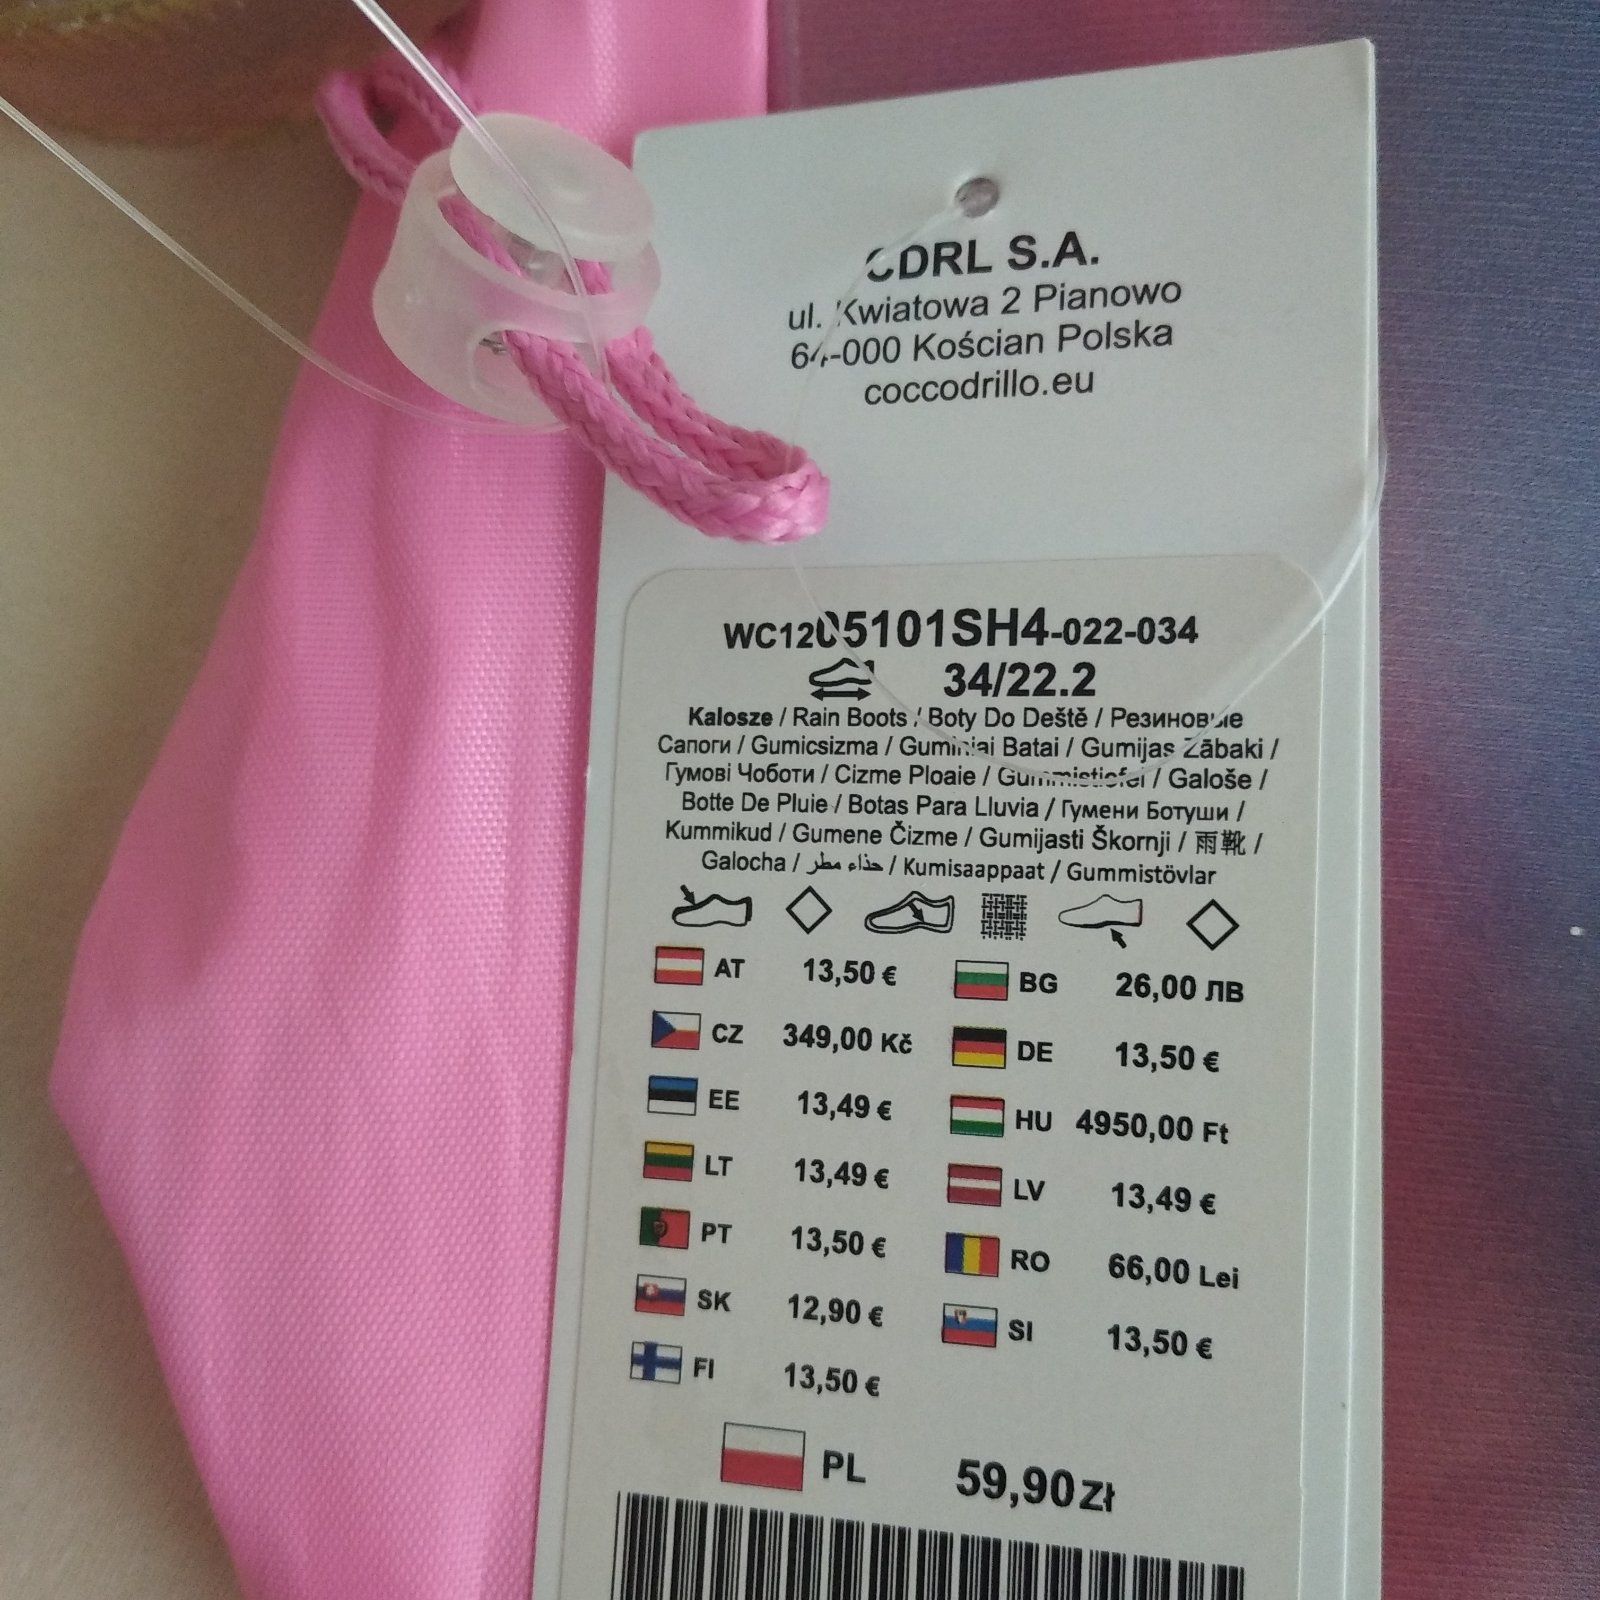 CDRL S.A.
ul. Kwiatowa 2 Pianowo
64-000 Kościan Polska
coccodrillo.eu
WC1205101SH4-022-034
34/22.2
Kalosze / Rain Boots / Boty Do Deště / Резиновые
Сапоги / Gumicsizma / Guminiai Batai / Gumijas Zābaki /
Гумові Чоботи / Cizme Ploaie / Gummistiefel / Galoše /
Botte De Pluie / Botas Para Lluvia / Гумени Ботуши /
Kummikud / Gumene Čizme / Gumijasti Škornji / 雨靴 /
Galocha / حذاء مطر / Kumisaappaat / Gummistövlar
AT 13,50 € BG 26,00 ЛВ
CZ 349,00 Kč DE 13,50 €
EE 13,49 € HU 4950,00 Ft
LT 13,49 € LV 13,49 €
PT 13,50 € RO 66,00 Lei
SK 12,90 € SI 13,50 €
FI 13,50 €
PL 59,90 Zł